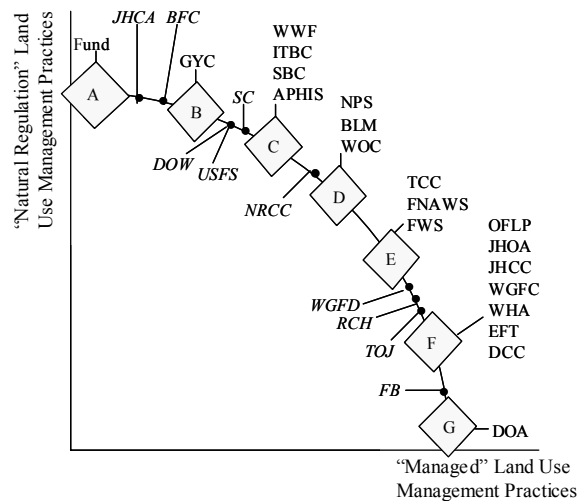 “Natural Regulation” Land
Use Management Practices
Fund
JHCA
BFC
GYC
SC
WWF
ITBC
SBC
APHIS
NPS
BLM
WOC
TCC
FNAWS
FWS
OFLP
JHOA
JHCC
WGFC
WHA
EFT
DCC
A
B
C
D
E
F
G
DOW
USFS
NRCC
WGFD
RCH
TOJ
FB
DOA
“Managed” Land Use
Management Practices